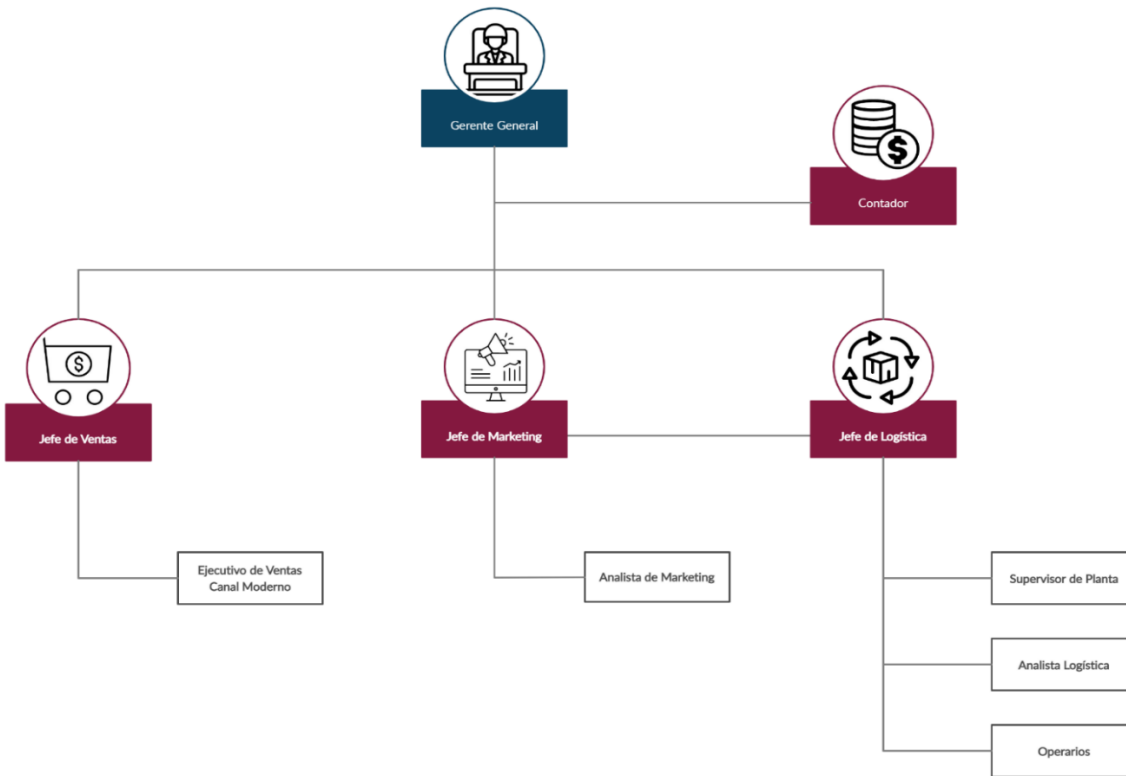 Gerente General
Contador
Jefe de Ventas
Jefe de Marketing
Jefe de Logística
Ejecutivo de Ventas
Canal Moderno
Analista de Marketing
Supervisor de Planta
Analista Logística
Operarios